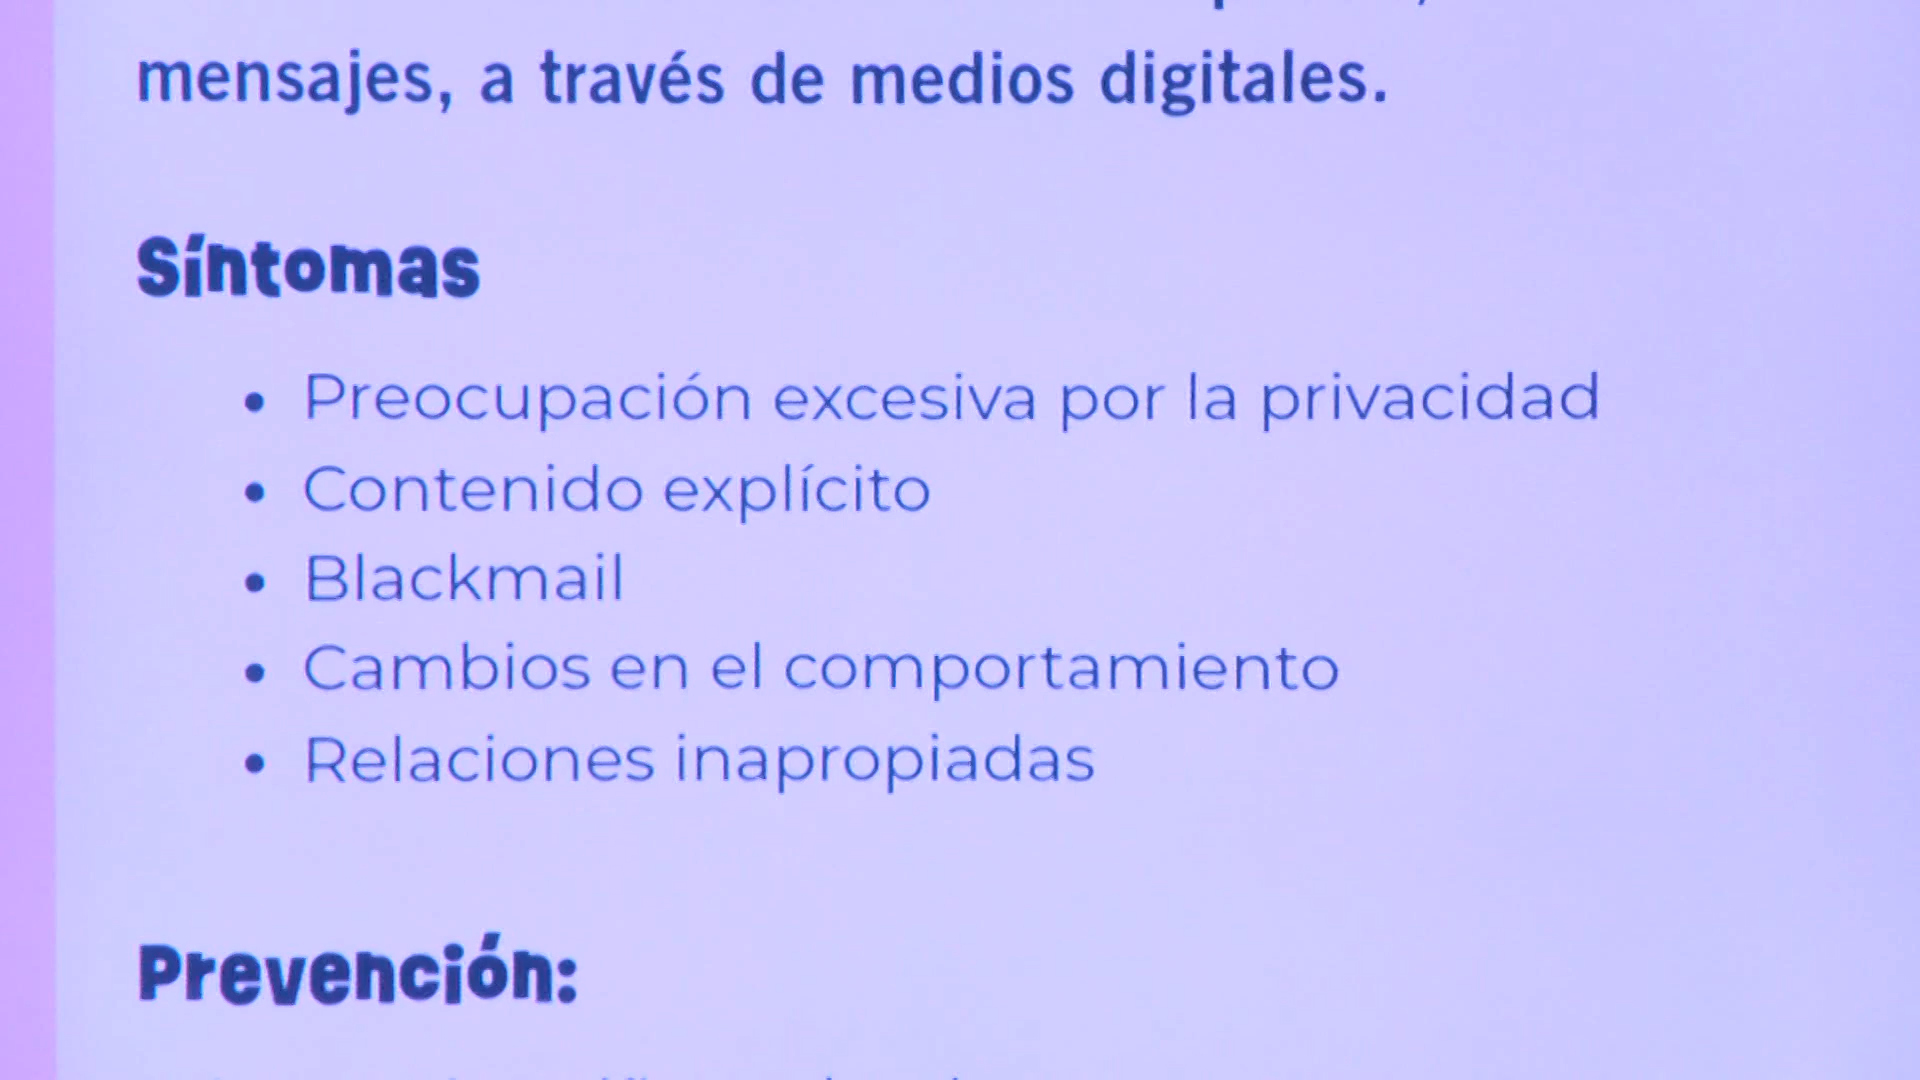 mensajes, a través de medios digitales.
Síntomas
• Preocupación excesiva por la privacidad
• Contenido explícito
• Blackmail
• Cambios en el comportamiento
• Relaciones inapropiadas
Prevención: